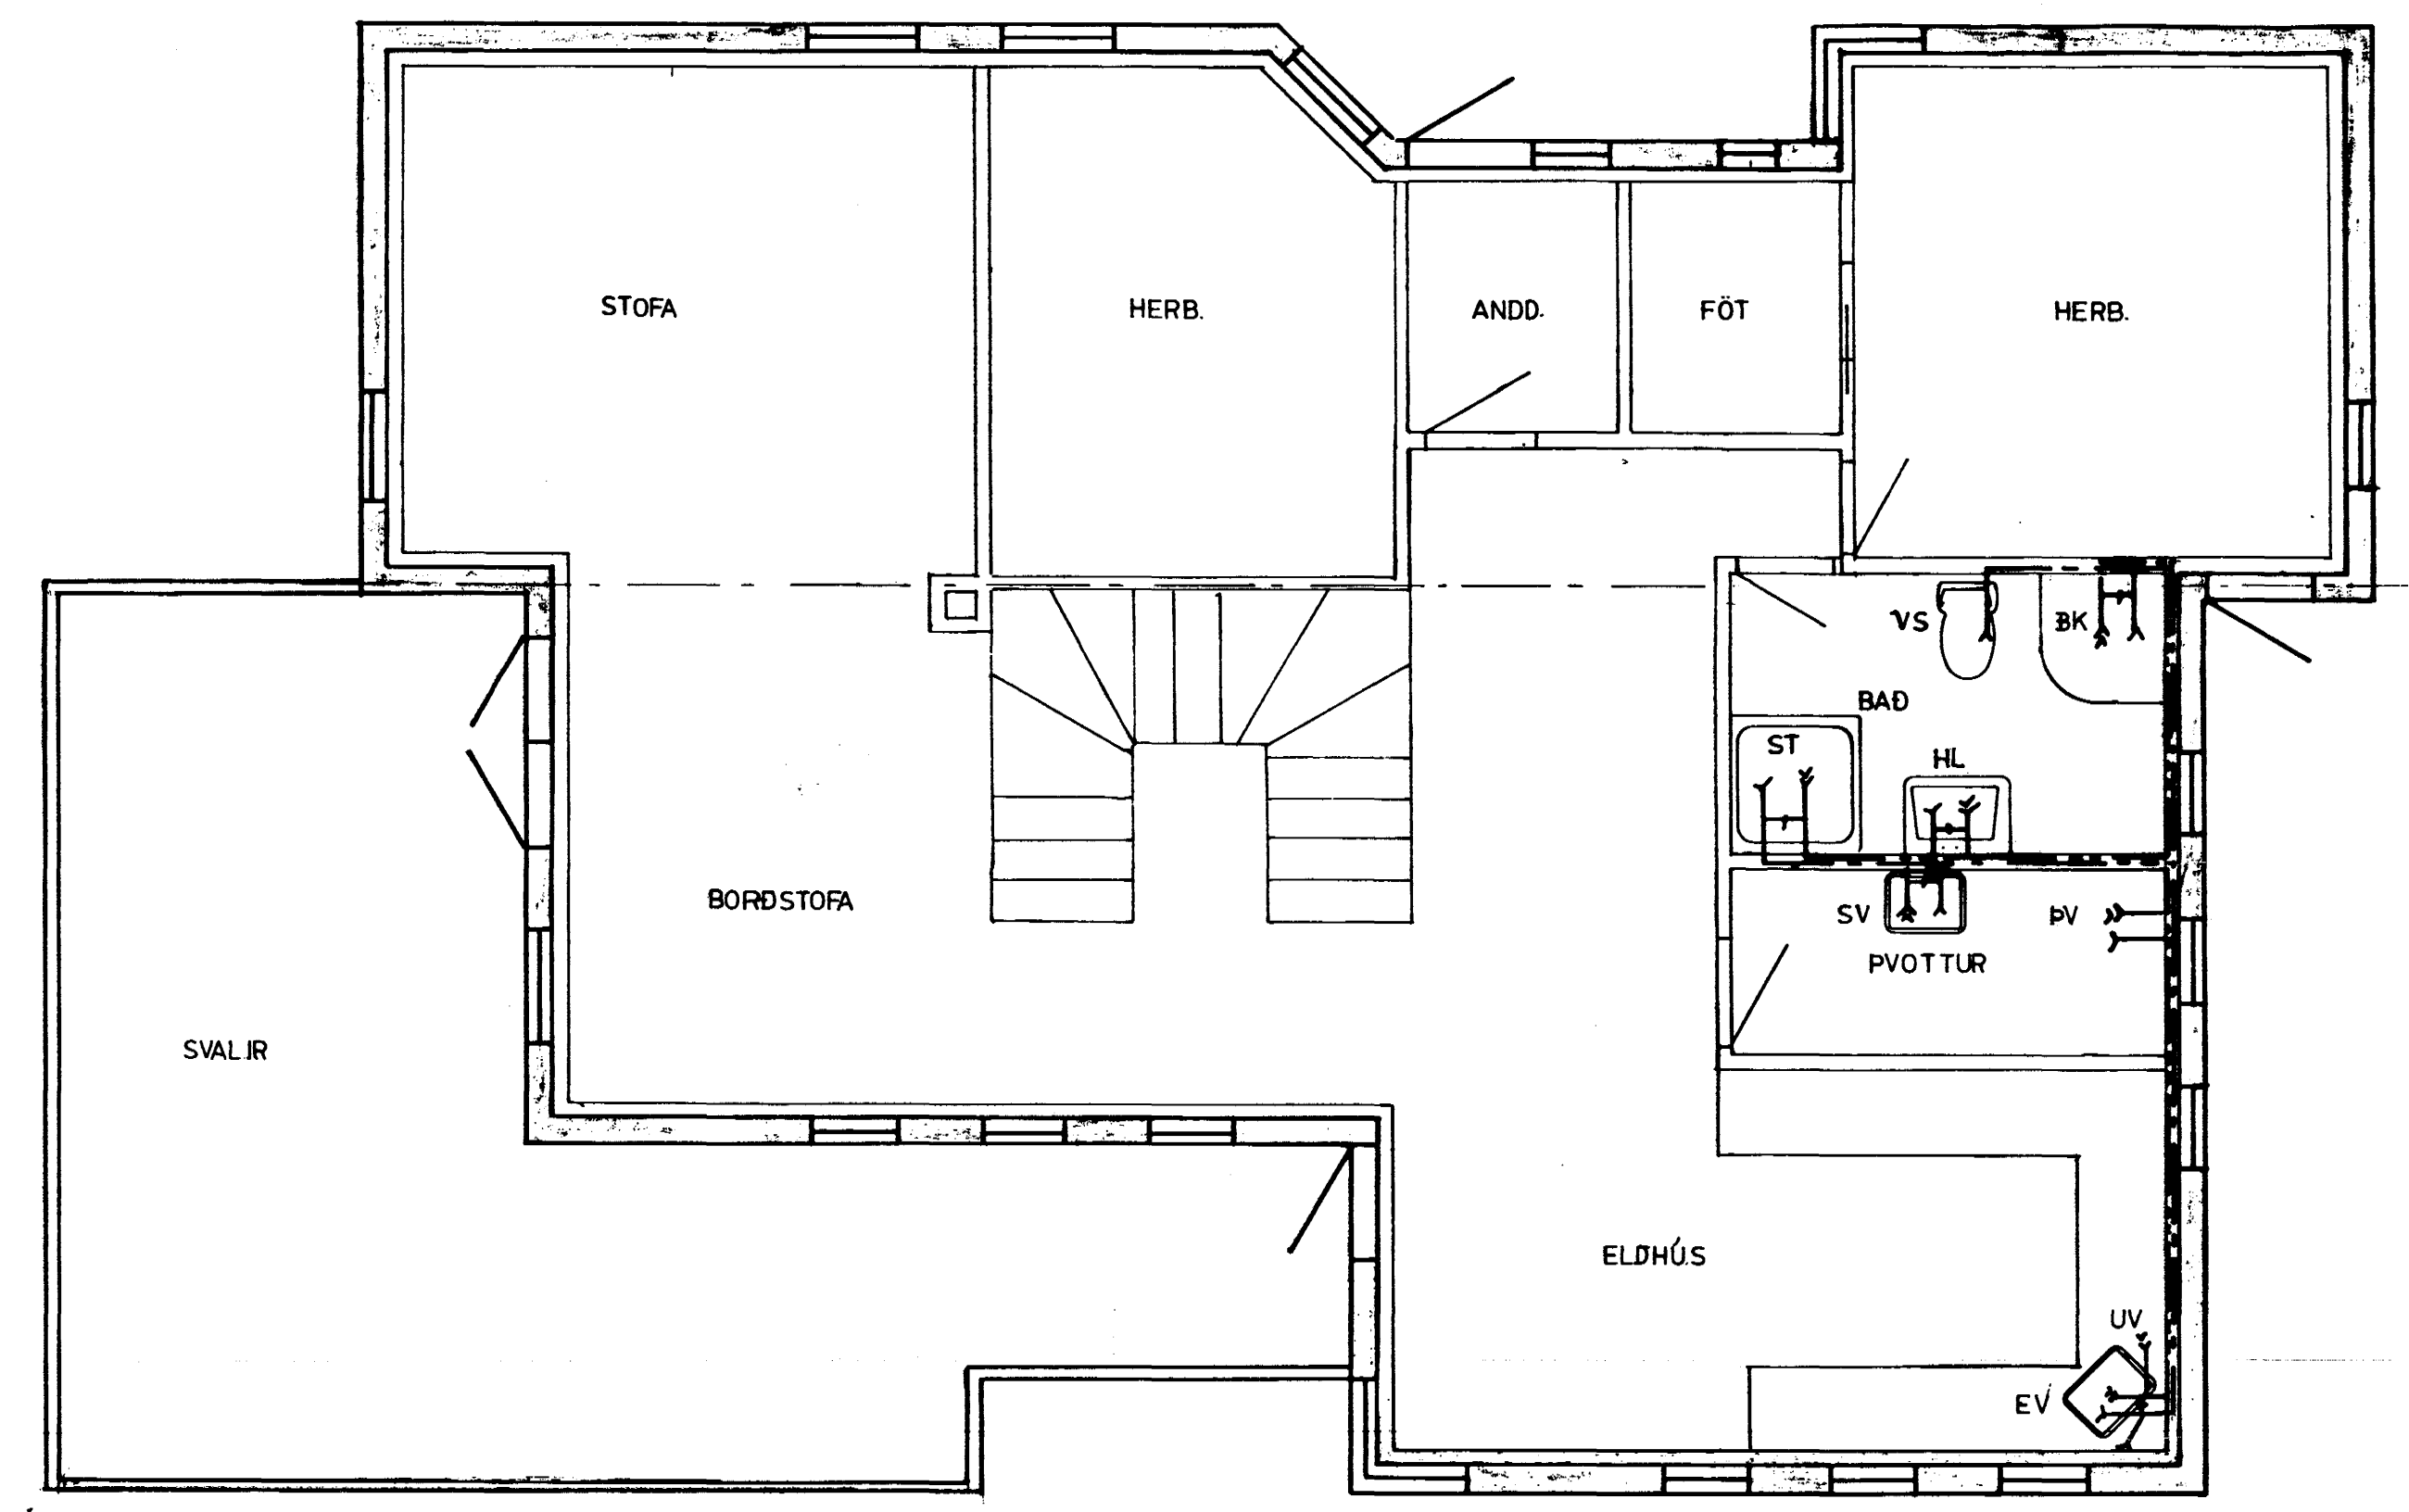 STOFA
HERB.
ANDD.
FÖT
HERB.
VS
BK
BAÐ
ST
HL
BORÐSTOFA
SV
ÞV
ÞVOTTUR
SVALIR
ELDHÚS
UV
EV